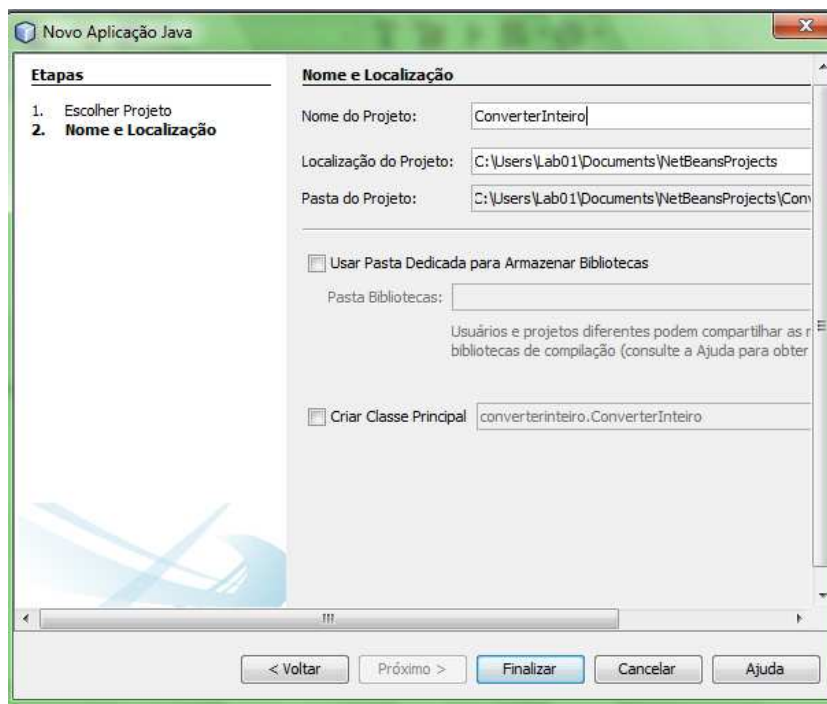 Novo Aplicação Java
Etapas
1. Escolher Projeto
2. Nome e Localização
Nome e Localização
Nome do Projeto: ConverterInteiro
Localização do Projeto: C:\Users\Lab01\Documents\NetBeansProjects
Pasta do Projeto: C:\Users\Lab01\Documents\NetBeansProjects\Conv
Usar Pasta Dedicada para Armazenar Bibliotecas
Pasta Bibliotecas:
Usuários e projetos diferentes podem compartilhar as
bibliotecas de compilação (consulte a Ajuda para obter
Criar Classe Principal converterinteiro.ConverterInteiro
< Voltar Próximo > Finalizar Cancelar Ajuda